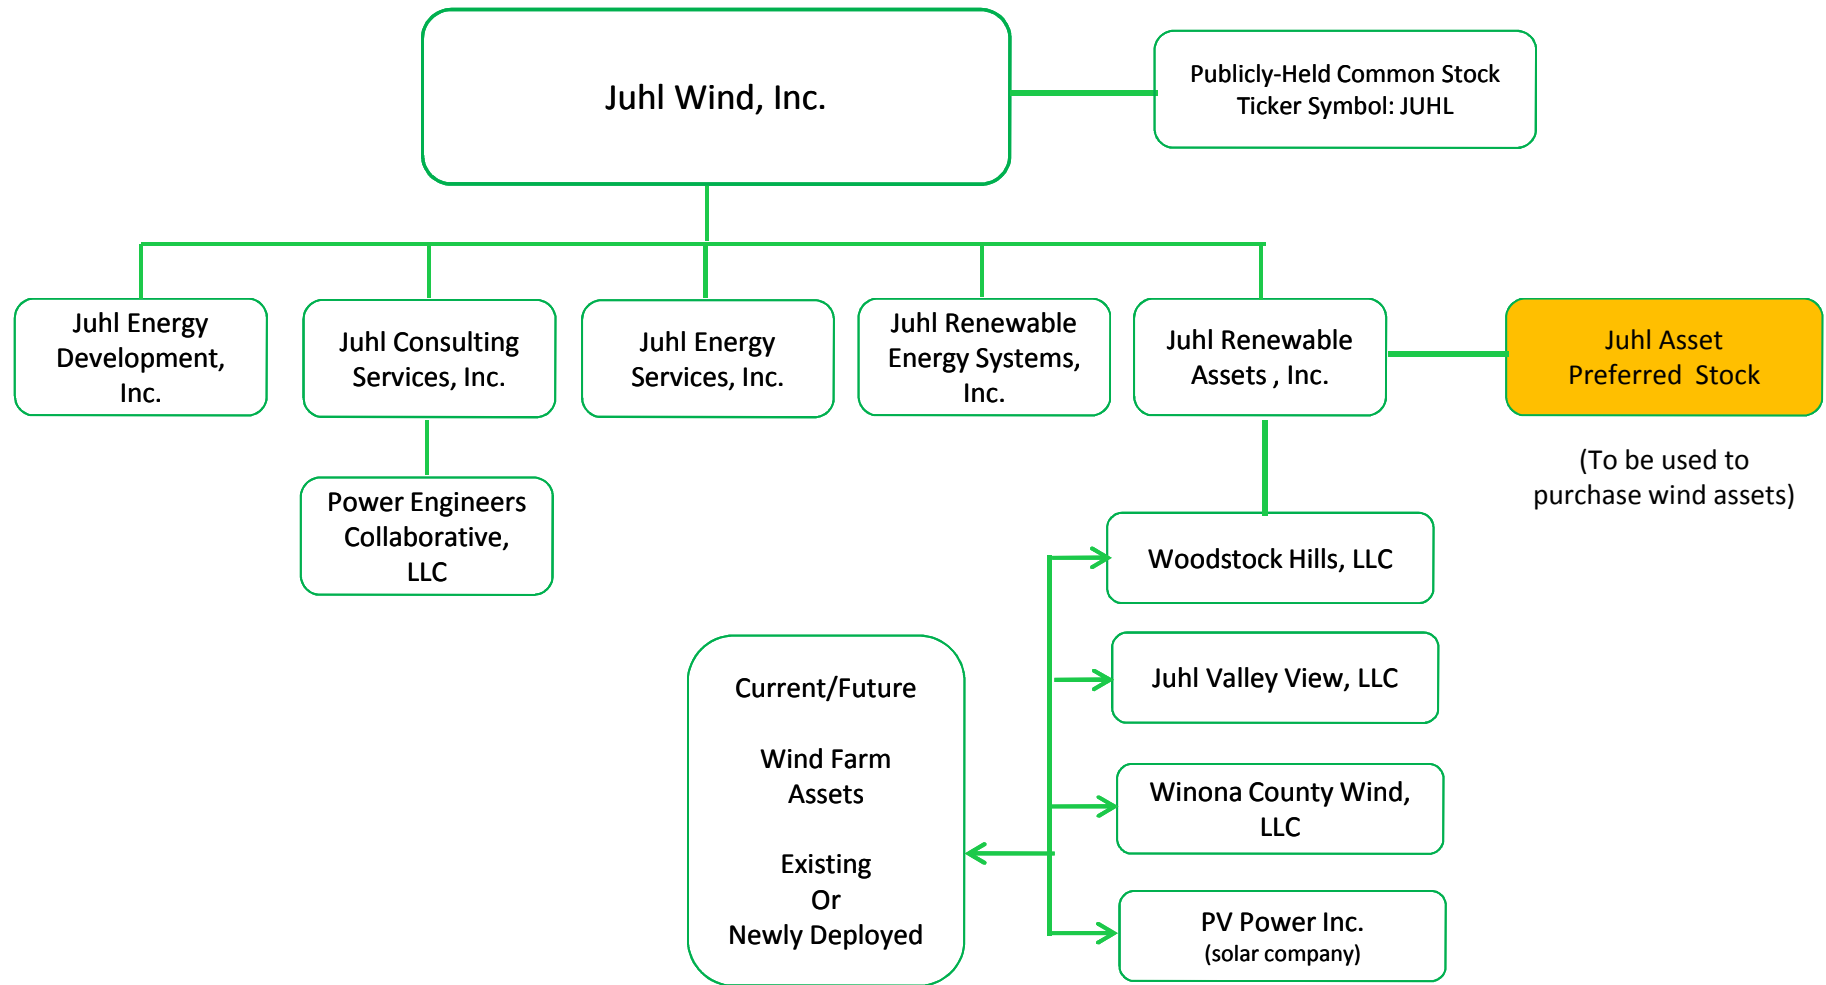 Juhl Wind, Inc.
Publicly-Held Common Stock
Ticker Symbol: JUHL
Juhl Energy
Development,
Inc.
Juhl Consulting
Services, Inc.
Juhl Energy
Services, Inc.
Juhl Renewable
Energy Systems,
Inc.
Juhl Renewable
Assets , Inc.
Juhl Asset
Preferred  Stock
(To be used to
purchase wind assets)
Power Engineers
Collaborative,
LLC
Woodstock Hills, LLC
Juhl Valley View, LLC
Winona County Wind,
LLC
PV Power Inc.
(solar company)
Current/Future
Wind Farm
Assets
Existing
Or
Newly Deployed